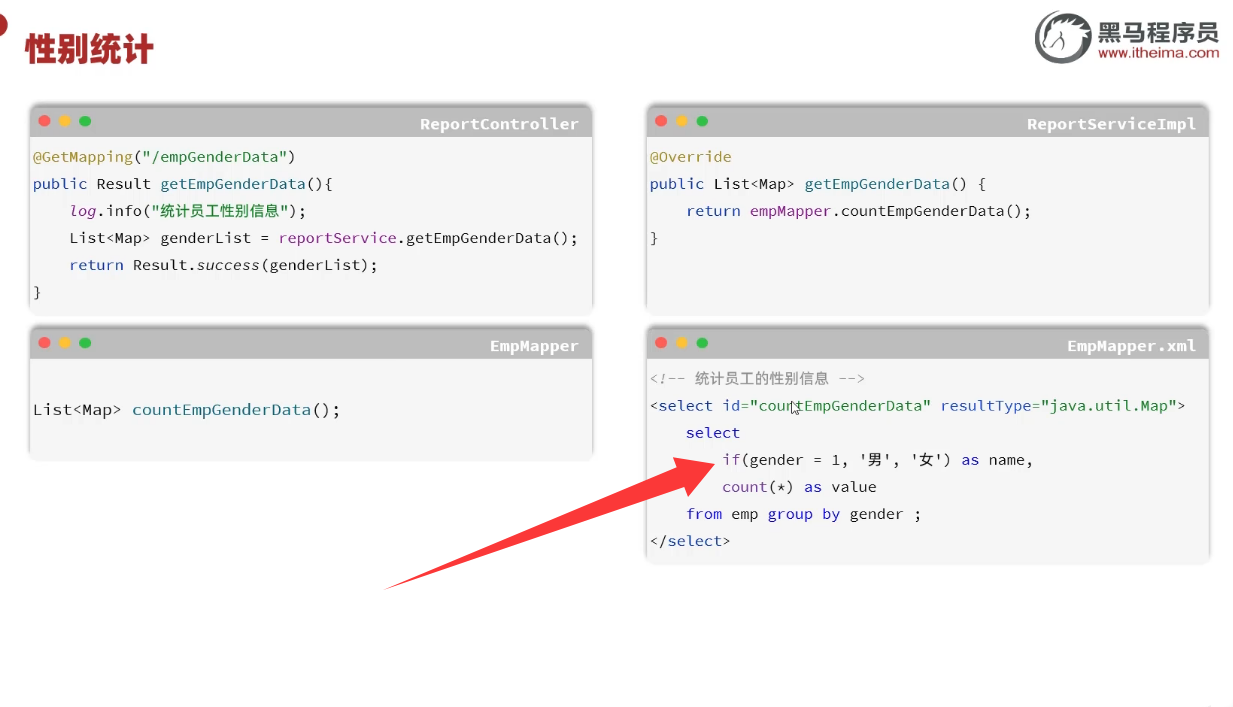 性别统计
黑马程序员
www.itheima.com
ReportController
@GetMapping("/empGenderData")
public Result getEmpGenderData(){
log.info("统计员工性别信息");
List<Map> genderList = reportService.getEmpGenderData();
return Result.success(genderList);
}
ReportServiceImpl
@Override
public List<Map> getEmpGenderData() {
return empMapper.countEmpGenderData();
}
EmpMapper
List<Map> countEmpGenderData();
EmpMapper.xml
<!-- 统计员工的性别信息 -->
<select id="countEmpGenderData" resultType="java.util.Map">
select
if(gender = 1, '男', '女') as name,
count(*) as value
from emp group by gender ;
</select>